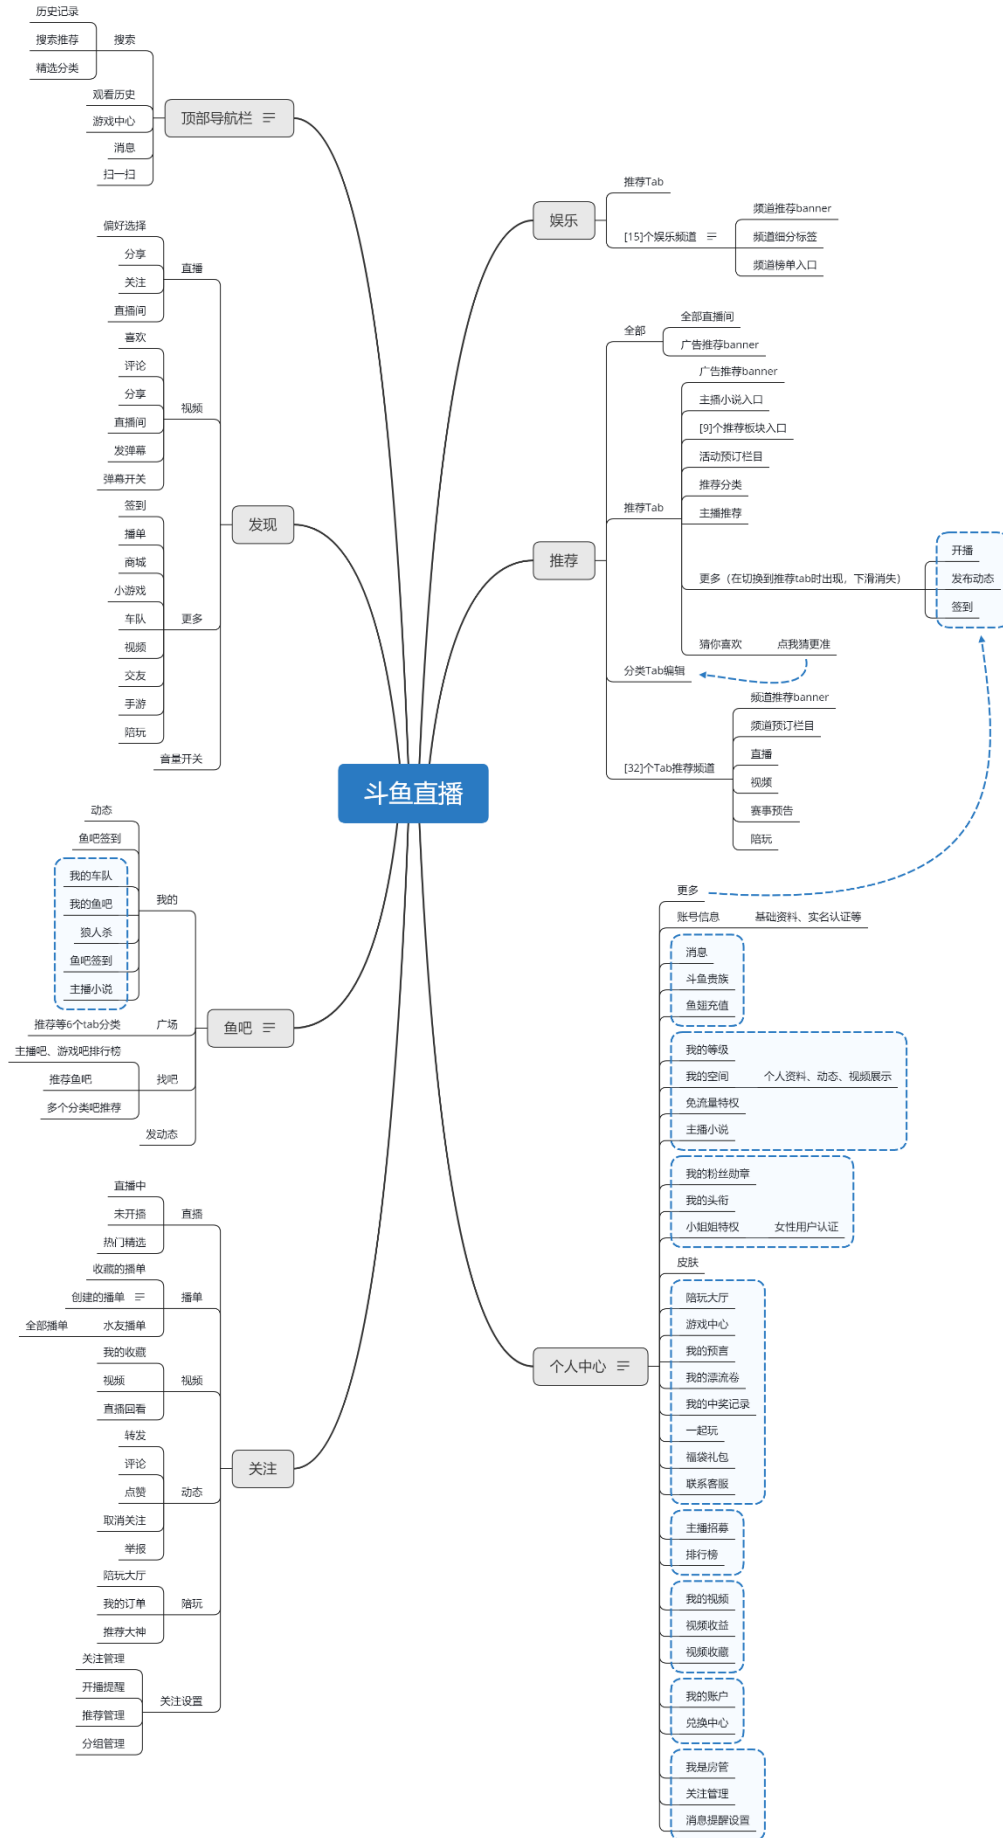 斗鱼直播
顶部导航栏
搜索
历史记录
搜索推荐
精选分类
观看历史
游戏中心
消息
扫一扫
发现
直播
偏好选择
分享
关注
直播间
视频
喜欢
评论
分享
直播间
发弹幕
弹幕开关
更多
签到
播单
商城
小游戏
车队
视频
交友
手游
陪玩
音量开关
鱼吧
我的
动态
鱼吧签到
我的车队
我的鱼吧
狼人杀
鱼吧签到
主播小说
广场
推荐等6个tab分类
找吧
主播吧、游戏吧排行榜
推荐鱼吧
多个分类吧推荐
发动态
关注
直播
直播中
未开播
热门精选
播单
收藏的播单
创建的播单
水友播单
全部播单
视频
我的收藏
视频
直播回看
动态
转发
评论
点赞
取消关注
举报
陪玩
陪玩大厅
我的订单
推荐大神
关注设置
关注管理
开播提醒
推荐管理
分组管理
娱乐
推荐Tab
[15]个娱乐频道
频道推荐banner
频道细分标签
频道榜单入口
推荐
全部
全部直播间
广告推荐banner
推荐Tab
广告推荐banner
主播小说入口
[9]个推荐板块入口
活动预订栏目
推荐分类
主播推荐
更多（在切换到推荐tab时出现，下滑消失）
开播
发布动态
签到
猜你喜欢
点我猜更准
分类Tab编辑
[32]个Tab推荐频道
频道推荐banner
频道预订栏目
直播
视频
赛事预告
陪玩
个人中心
更多
账号信息
基础资料、实名认证等
消息
斗鱼贵族
鱼翅充值
我的等级
我的空间
个人资料、动态、视频展示
免流量特权
主播小说
我的粉丝勋章
我的头衔
小姐姐特权
女性用户认证
皮肤
陪玩大厅
游戏中心
我的预言
我的漂流卷
我的中奖记录
一起玩
福袋礼包
联系客服
主播招募
排行榜
我的视频
视频收益
视频收藏
我的账户
兑换中心
我是房管
关注管理
消息提醒设置